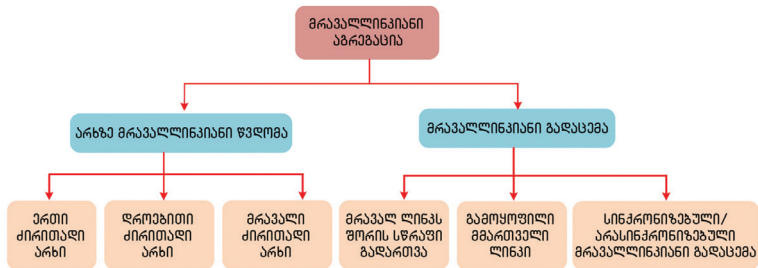 მრავალლინკიანი
აგრეგაცია
არხზე მრავალლინკიანი წვდომა
მრავალლინკიანი გადაცემა
ერთი
ძირითადი
არხი
დროებითი
ძირითადი
არხი
მრავალი
ძირითადი
არხი
მრავალ ლინკს
შორის სწრაფი
გადართვა
გამოყოფილი
მმართველი
ლინკი
სინქრონიზებული/
არასინქრონიზებული
მრავალლინკიანი გადაცემა